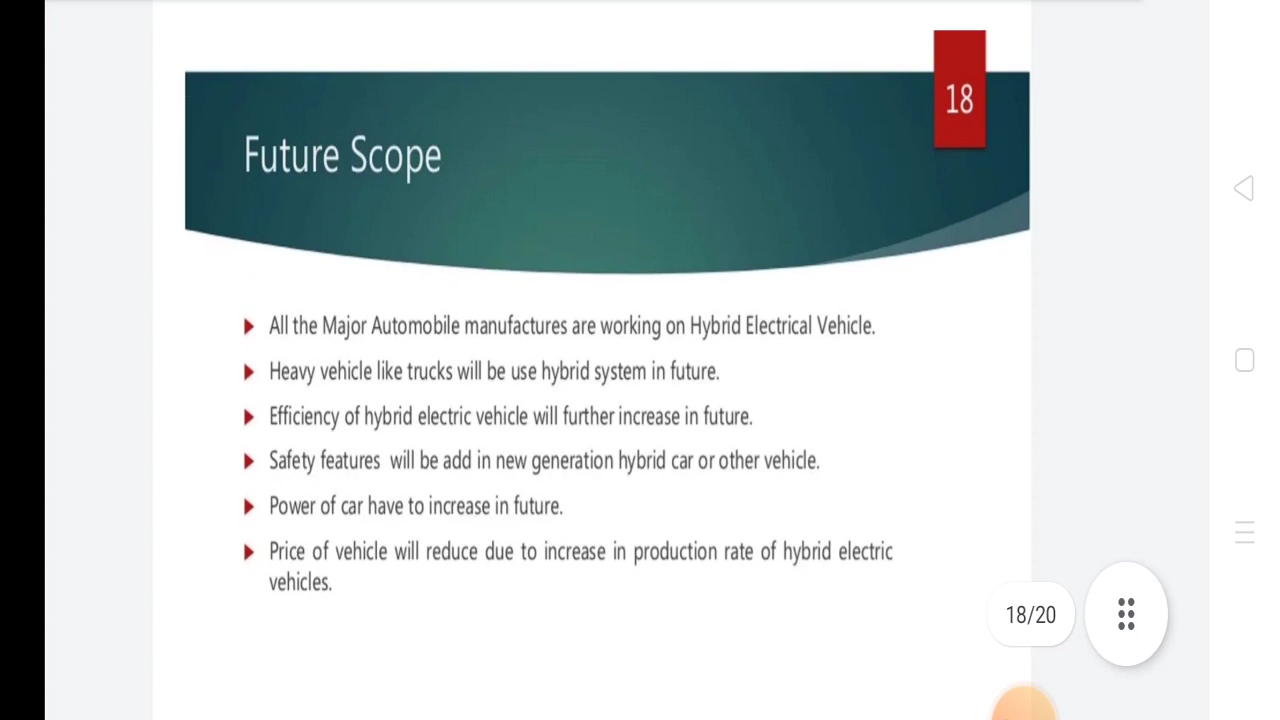 18
Future Scope
All the Major Automobile manufactures are working on Hybrid Electrical Vehicle.
Heavy vehicle like trucks will be use hybrid system in future.
Efficiency of hybrid electric vehicle will further increase in future.
Safety features will be add in new generation hybrid car or other vehicle.
Power of car have to increase in future.
Price of vehicle will reduce due to increase in production rate of hybrid electric
vehicles.
18/20